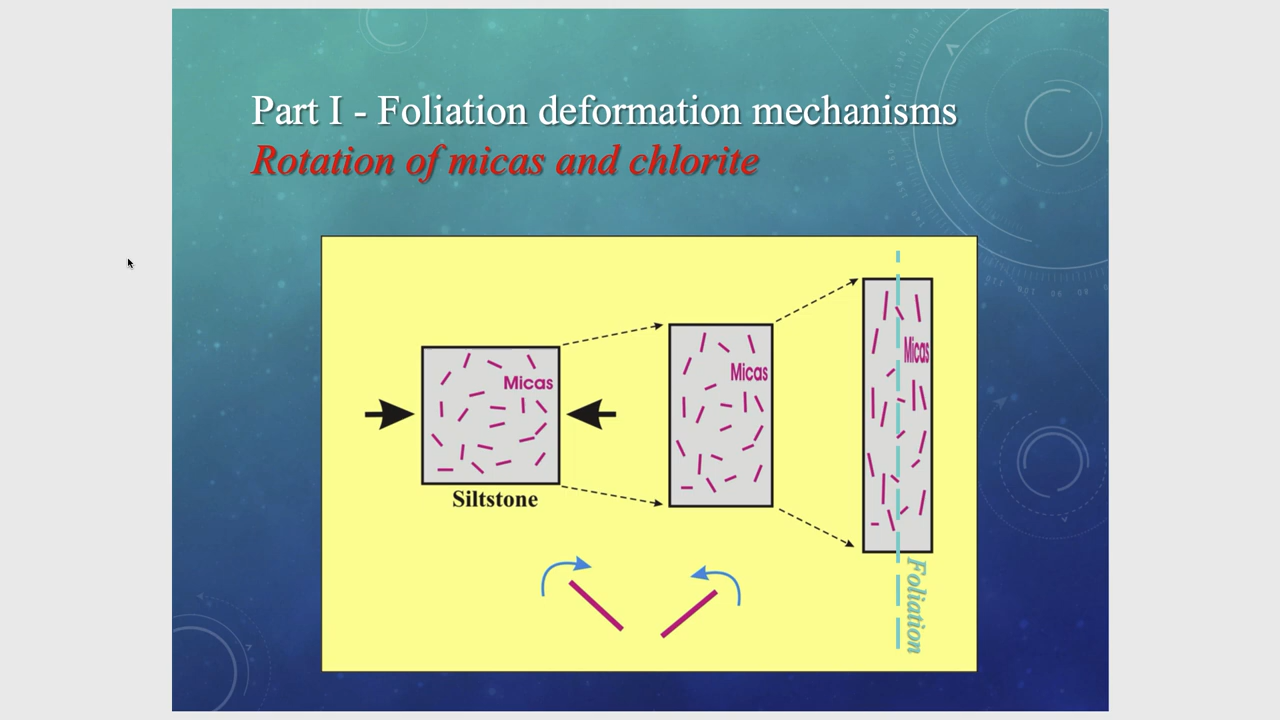 Part I - Foliation deformation mechanisms
Rotation of micas and chlorite
Micas
Siltstone
Micas
Micas
Foliation